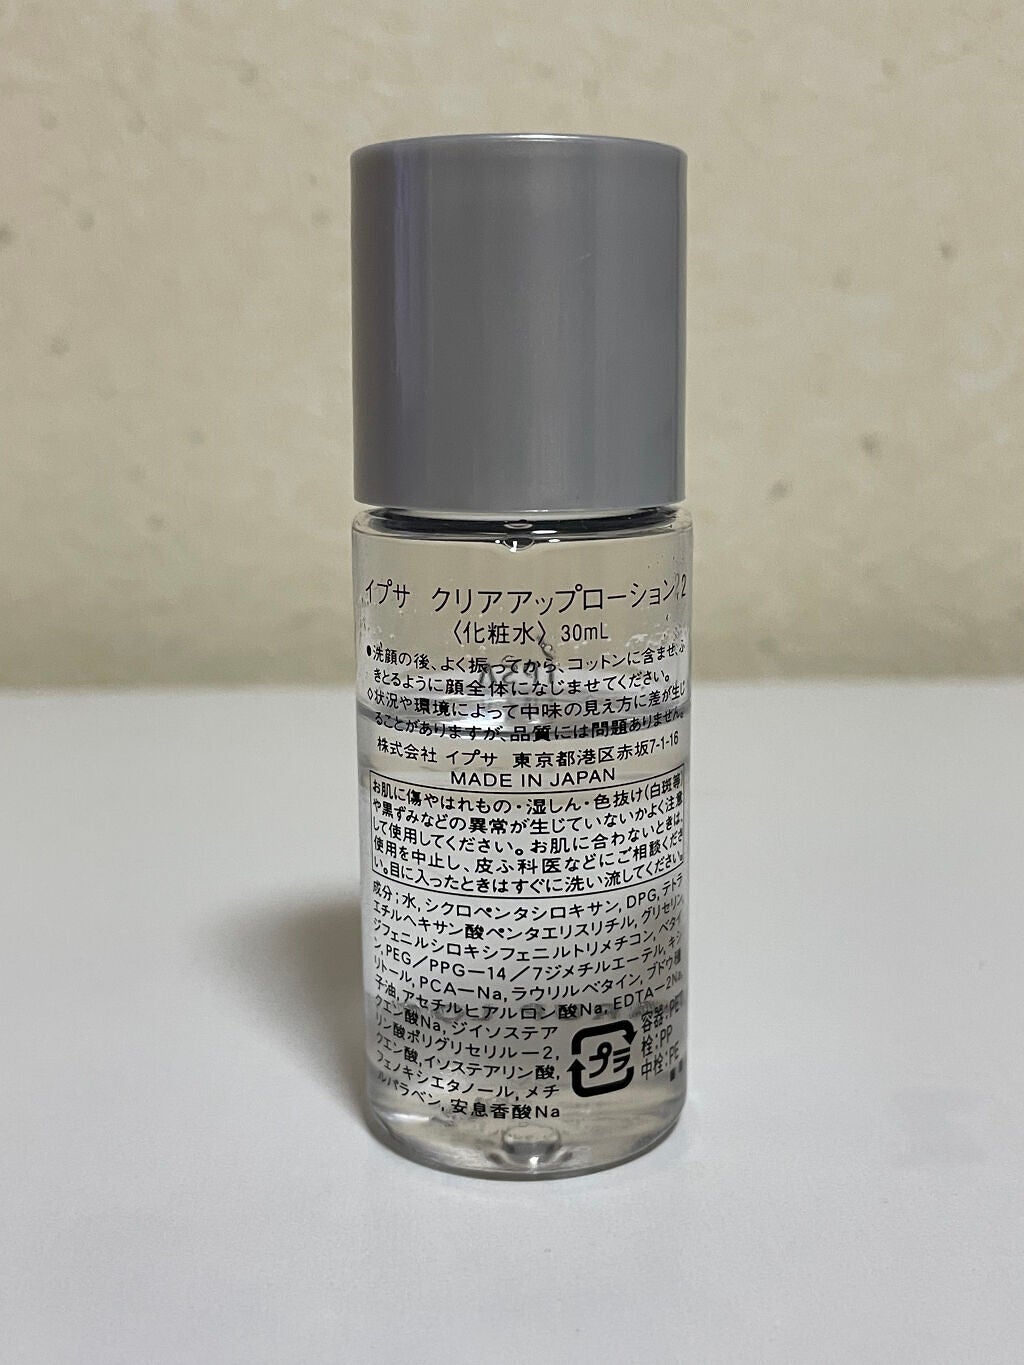 イプサ クリアアップローション 2
〈化粧水〉30mL
●洗顔の後、よく振ってから、コットンに含ませ、ふ
きとるように顔全体になじませてください。
◇状況や環境によって中味の見え方に差が生じ
ることがありますが、品質には問題ありません。
株式会社 イプサ 東京都港区赤坂7-1-16
MADE IN JAPAN
お肌に傷やはれもの・湿しん・色抜け(白斑等)
や黒ずみなどの異常が生じていないかよく注意
して使用してください。お肌に合わないときは、
使用を中止し、皮ふ科医などにご相談くださ
い。目に入ったときはすぐに洗い流してください。
成分:水, シクロペンタシロキサン, DPG, テトラ
エチルヘキサン酸ペンタエリスリチル, グリセリン,
ジフェニルシロキシフェニルトリメチコン, ベタイ
ン, PEG/PPG-14/7ジメチルエーテル, キシ
リトール, PCA-Na, ラウリルベタイン, ブドウ種
子油, アセチルヒアルロン酸Na, EDTA-2Na,
クエン酸Na, ジイソステア
リン酸ポリグリセリル-2,
クエン酸, イソステアリン酸,
フェノキシエタノール, メチ
ルパラベン, 安息香酸Na
プラ
容器:PET
栓:PP
中栓:PE